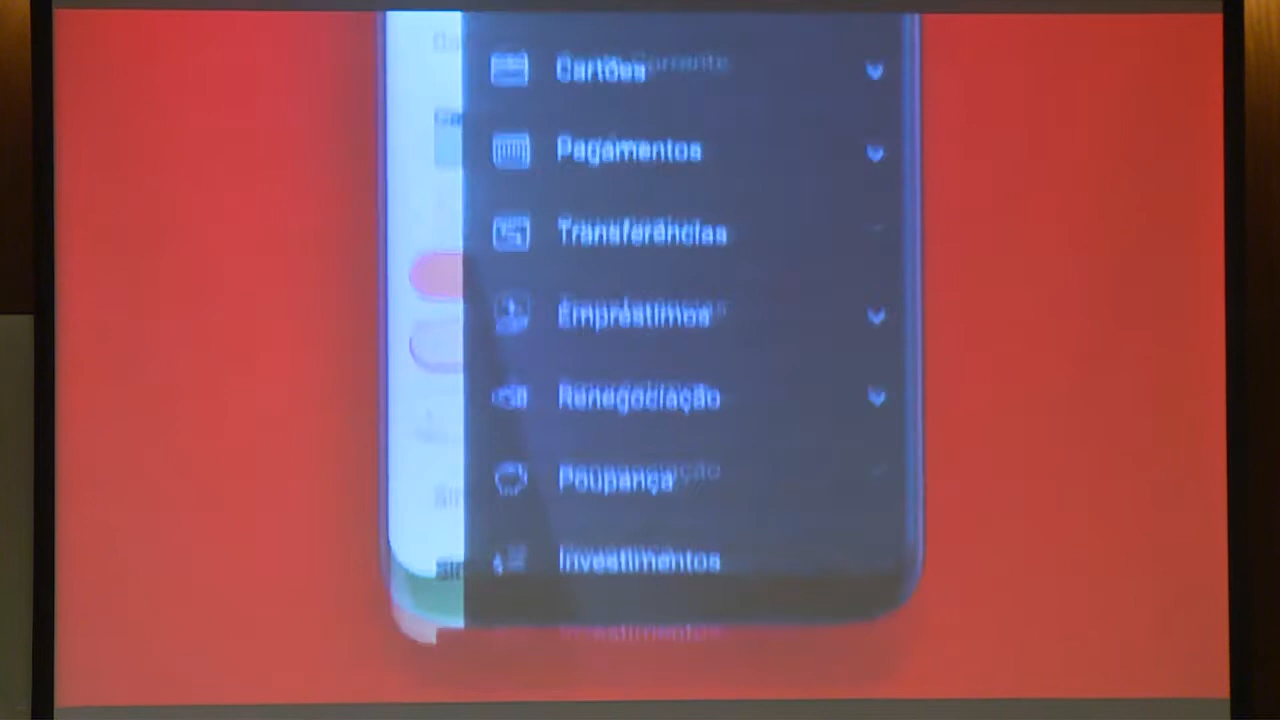 Cartões
Pagamentos
Transferências
Empréstimos
Renegociação
Poupança
Investimentos